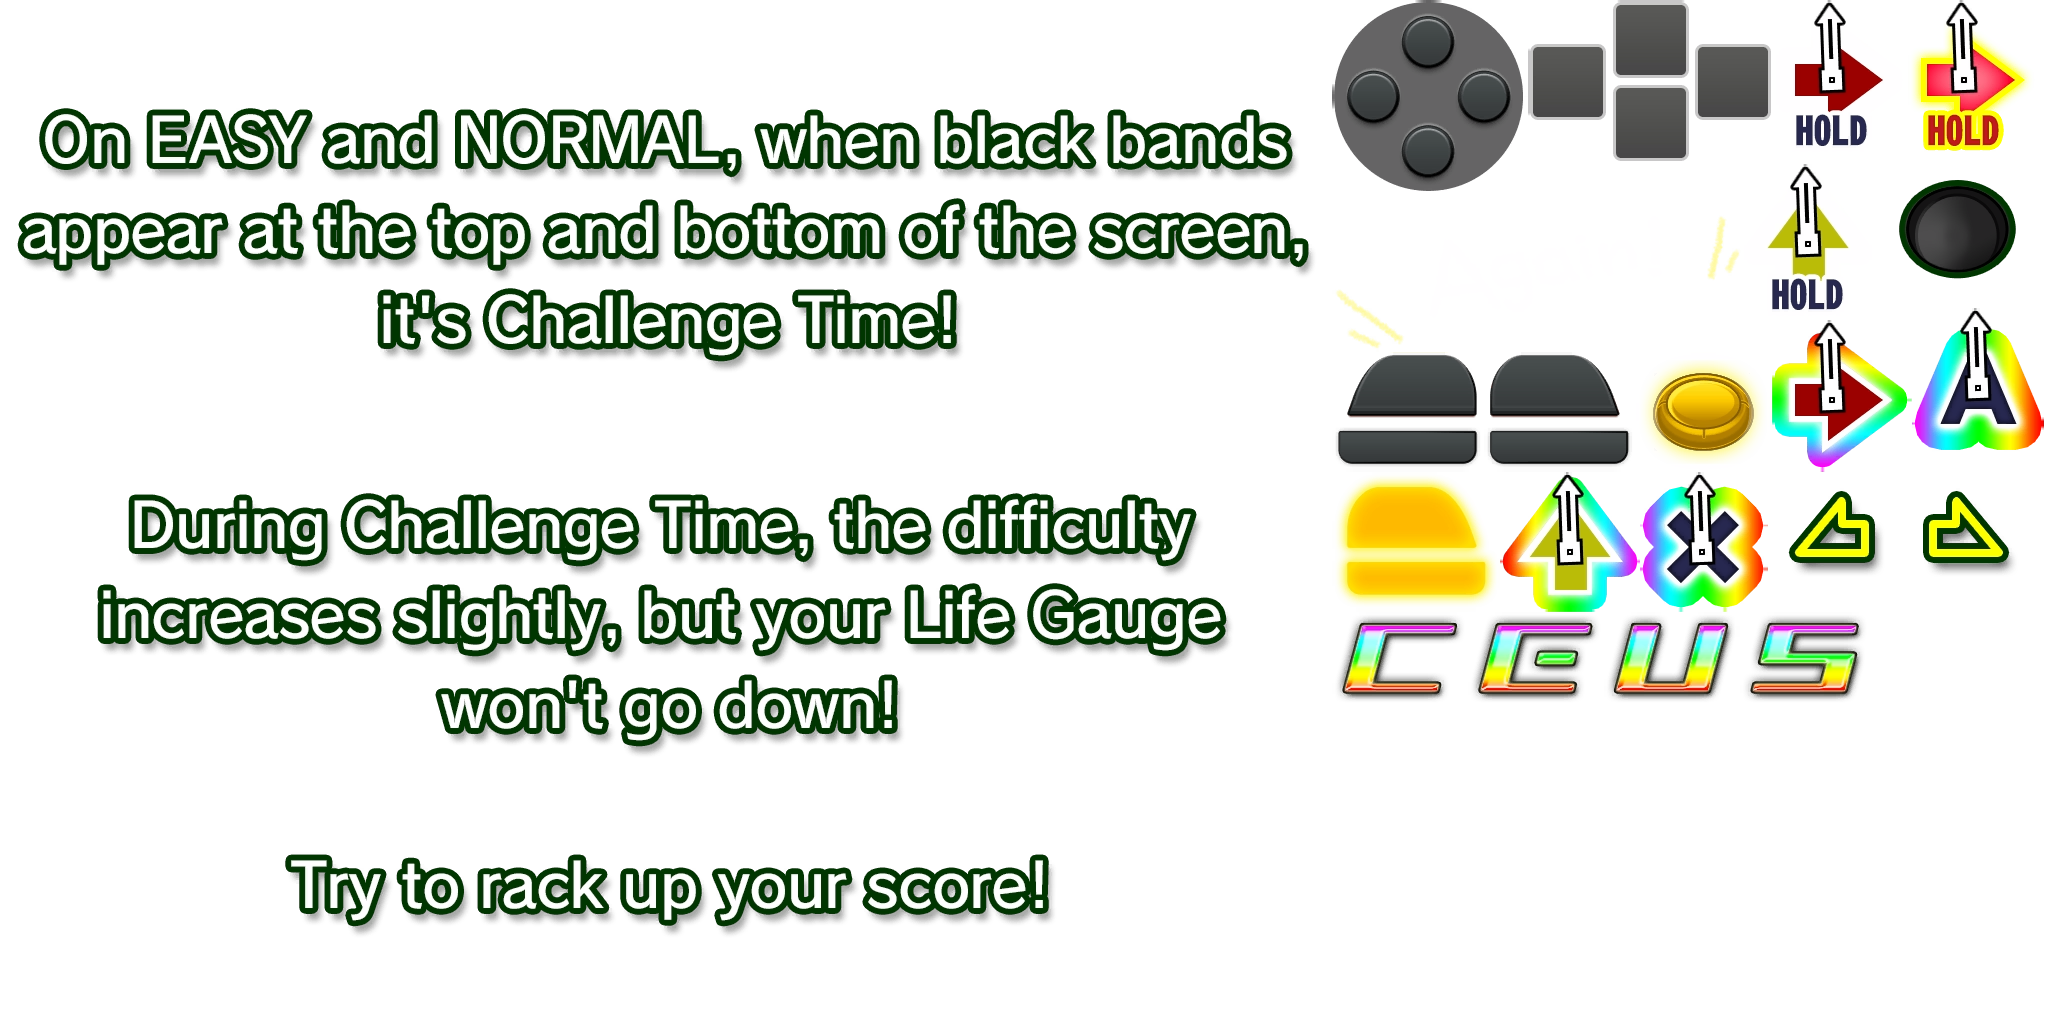 On EASY and NORMAL, when black bands
appear at the top and bottom of the screen,
it's Challenge Time!
During Challenge Time, the difficulty
increases slightly, but your Life Gauge
won't go down!
Try to rack up your score!
HOLD
HOLD
HOLD
A
C E U S